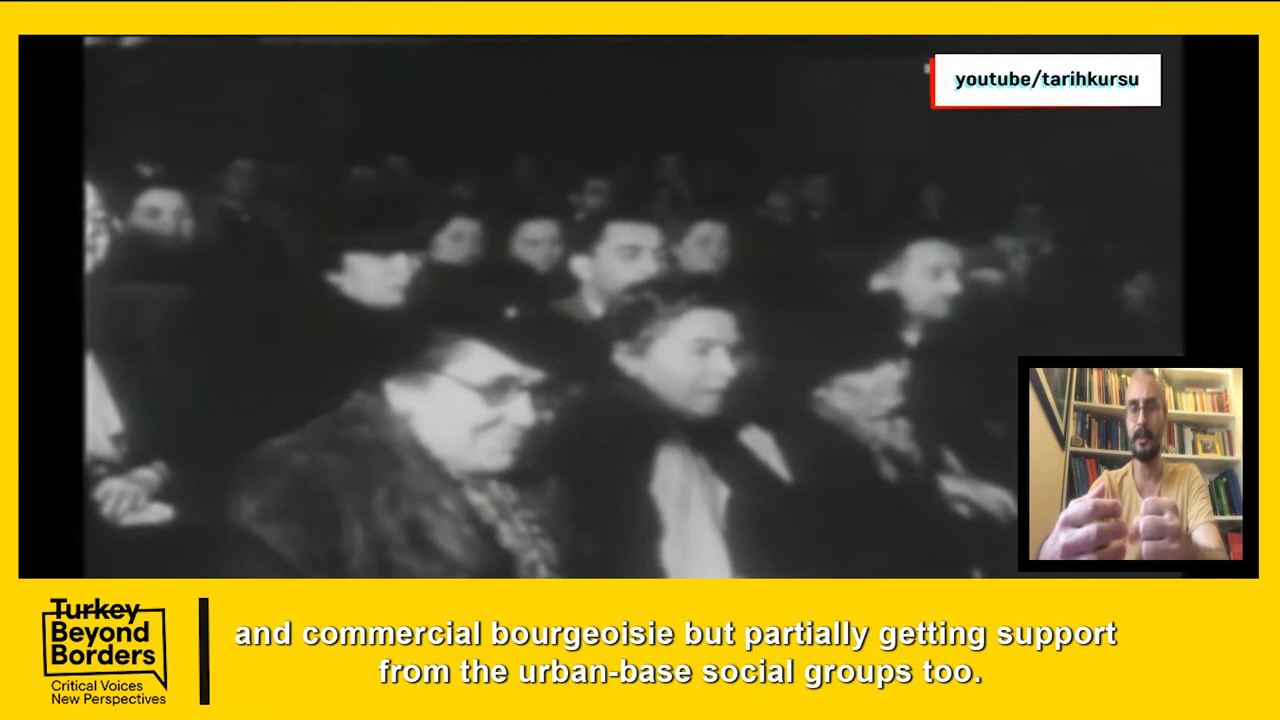 youtube/tarihkursu
Turkey
Beyond
Borders
Critical Voices
New Perspectives
and commercial bourgeoisie but partially getting support
from the urban-base social groups too.